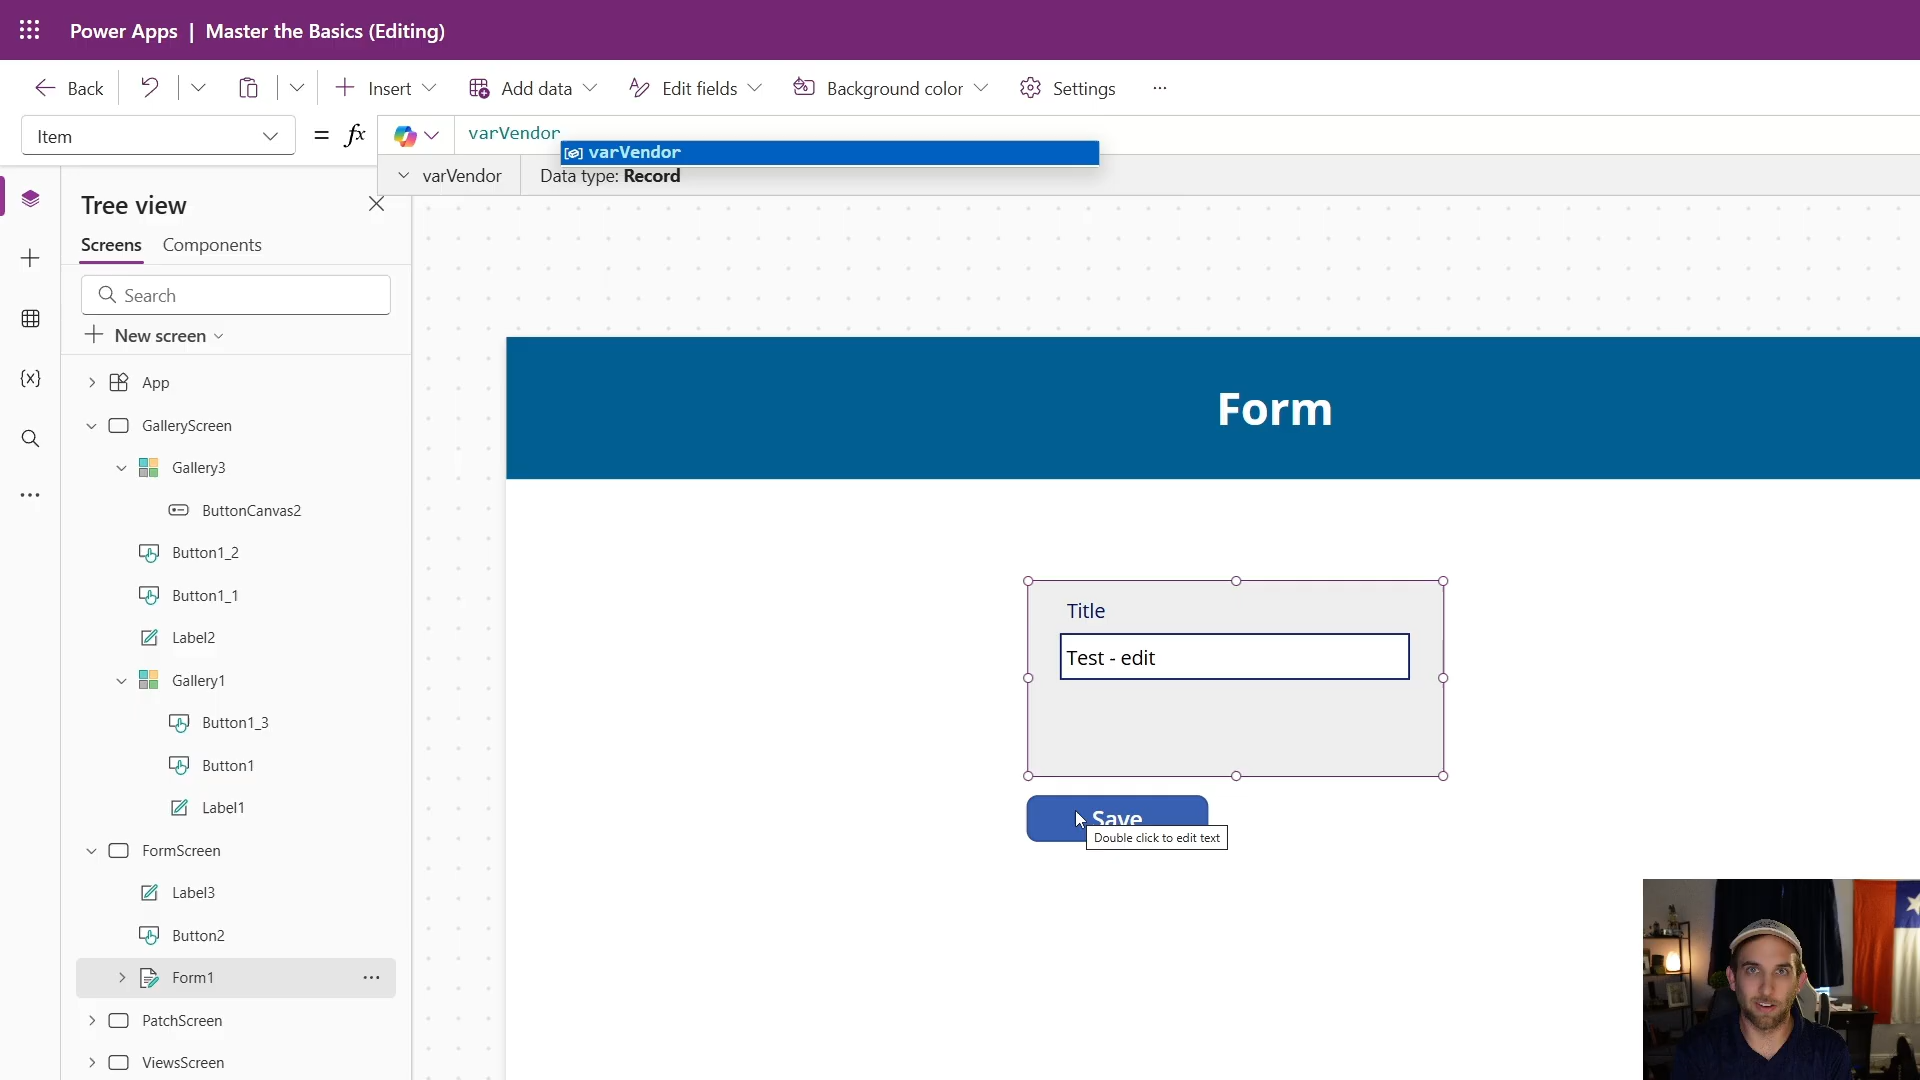 Power Apps | Master the Basics (Editing)
Back
Insert
Add data
Edit fields
Background color
Settings
...
Item
= fx
varVendor
varVendor
varVendor
Data type: Record
Tree view
Screens
Components
Search
New screen
App
GalleryScreen
Gallery3
ButtonCanvas2
Button1_2
Button1_1
Label2
Gallery1
Button1_3
Button1
Label1
FormScreen
Label3
Button2
Form1
PatchScreen
ViewsScreen
Form
Title
Test - edit
Save
Double click to edit text